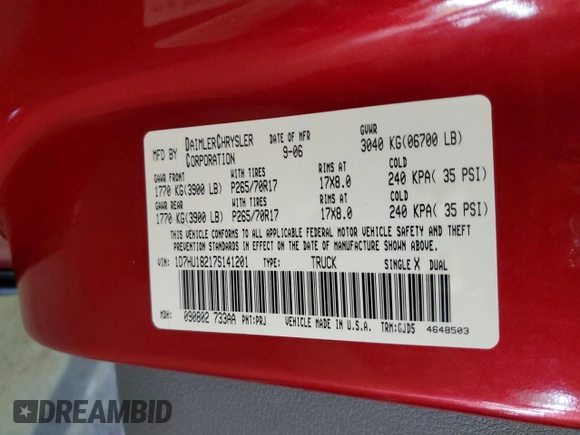 MFD BY DAIMLERCHRYSLER CORPORATION DATE OF MFR 9-06 GVWR 3040 KG(06700 LB)
GAWR FRONT WITH TIRES RIMS AT COLD
1770 KG(3900 LB) P265/70R17 17X8.0 240 KPA( 35 PSI)
GAWR REAR WITH TIRES RIMS AT COLD
1770 KG(3900 LB) P265/70R17 17X8.0 240 KPA( 35 PSI)
THIS VEHICLE CONFORMS TO ALL APPLICABLE FEDERAL MOTOR VEHICLE SAFETY AND THEFT
PREVENTION STANDARDS IN EFFECT ON THE DATE OF MANUFACTURE SHOWN ABOVE.
VIN: 1D7HU18217S141201 TYPE: TRUCK SINGLE X DUAL
MDH: 090802 733AA PNT:PRJ VEHICLE MADE IN U.S.A. TRM:GJD5 4648503
DREAMBID